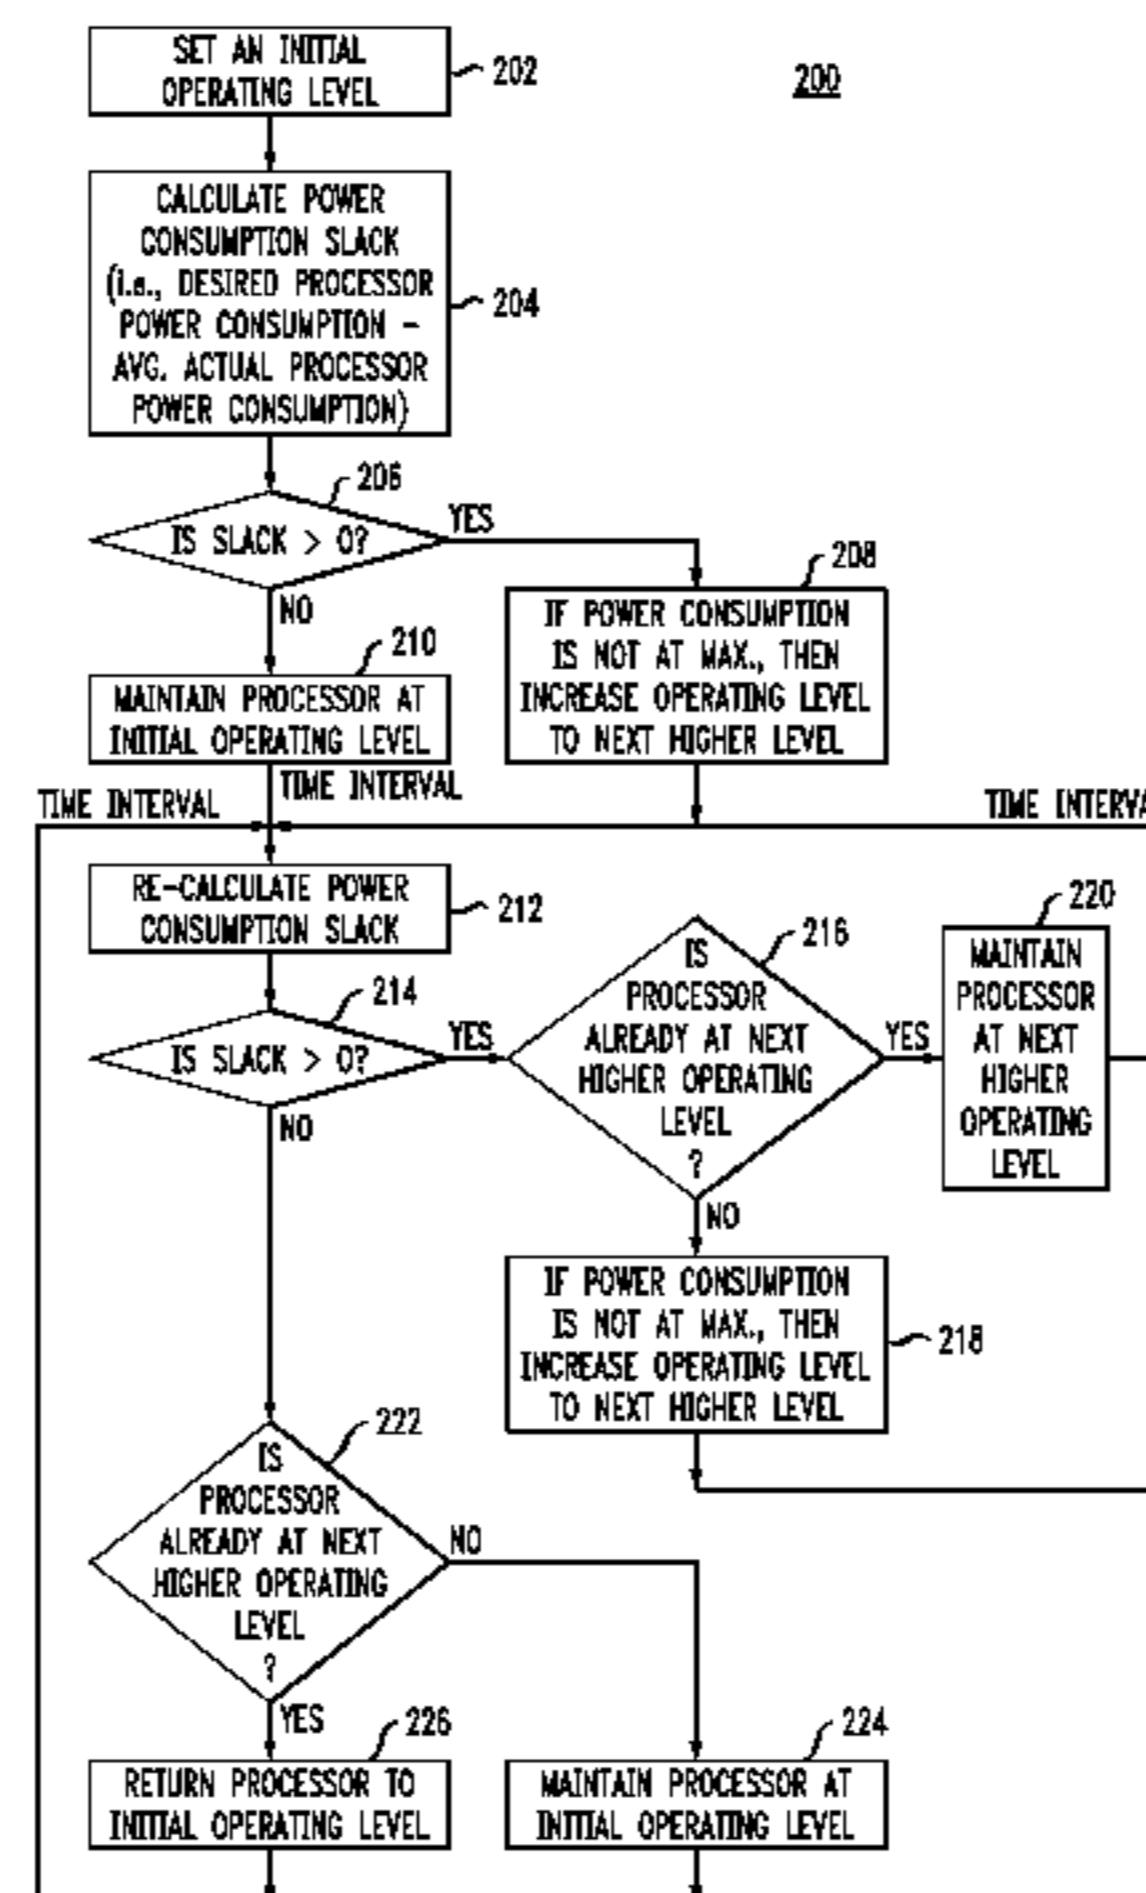 SET AN INITIAL
OPERATING LEVEL
202
200
CALCULATE POWER
CONSUMPTION SLACK
(i.e., DESIRED PROCESSOR
POWER CONSUMPTION –
AVG. ACTUAL PROCESSOR
POWER CONSUMPTION)
204
206
IS SLACK > 0?
YES
NO
208
IF POWER CONSUMPTION
IS NOT AT MAX., THEN
INCREASE OPERATING LEVEL
TO NEXT HIGHER LEVEL
210
MAINTAIN PROCESSOR AT
INITIAL OPERATING LEVEL
TIME INTERVAL
TIME INTERVAL
TIME INTERVA
RE-CALCULATE POWER
CONSUMPTION SLACK
212
214
IS SLACK > 0?
YES
NO
216
IS
PROCESSOR
ALREADY AT NEXT
HIGHER OPERATING
LEVEL
?
YES
NO
220
MAINTAIN
PROCESSOR
AT NEXT
HIGHER
OPERATING
LEVEL
IF POWER CONSUMPTION
IS NOT AT MAX., THEN
INCREASE OPERATING LEVEL
TO NEXT HIGHER LEVEL
218
222
IS
PROCESSOR
ALREADY AT NEXT
HIGHER OPERATING
LEVEL
?
NO
YES
226
RETURN PROCESSOR TO
INITIAL OPERATING LEVEL
224
MAINTAIN PROCESSOR AT
INITIAL OPERATING LEVEL